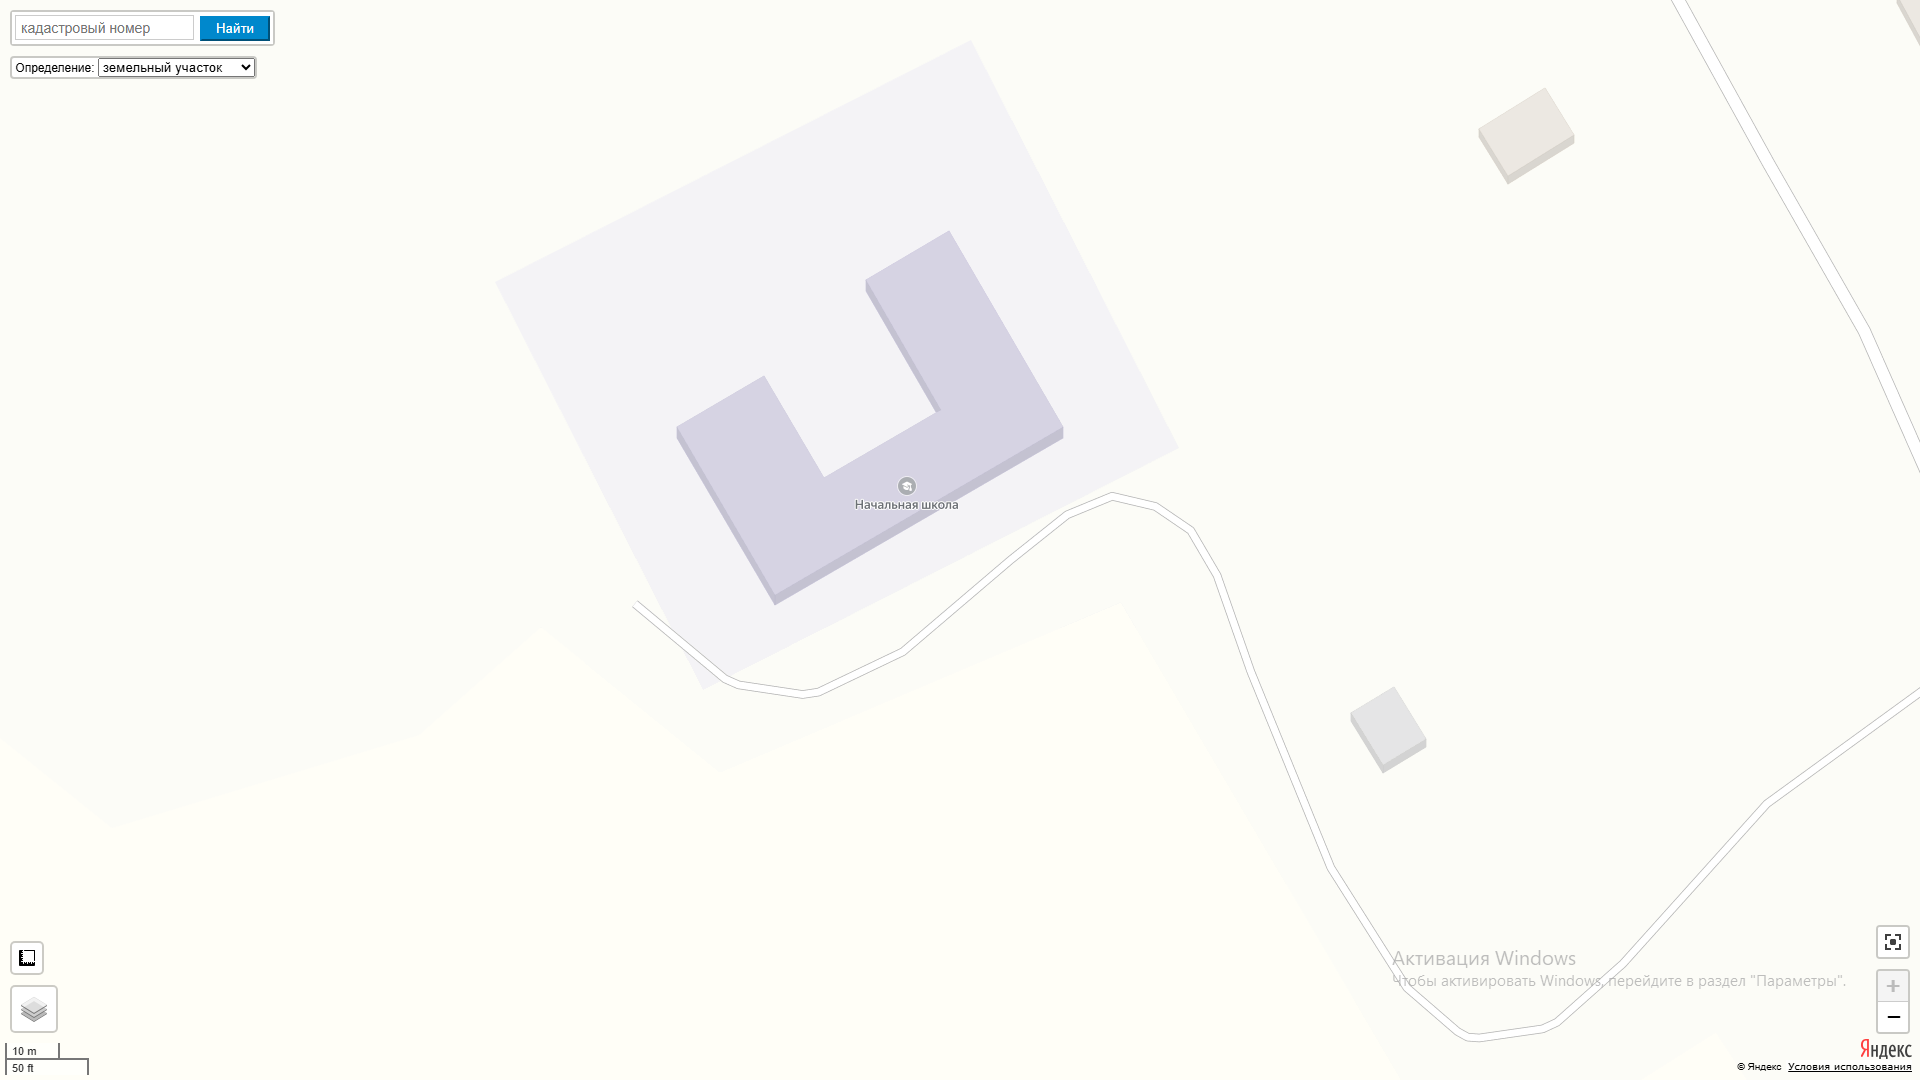 кадастровый номер
Найти
Определение: земельный участок
Начальная школа
Активация Windows
Чтобы активировать Windows, перейдите в раздел "Параметры".
+
−
10 m
50 ft
Яндекс
© Яндекс Условия использования